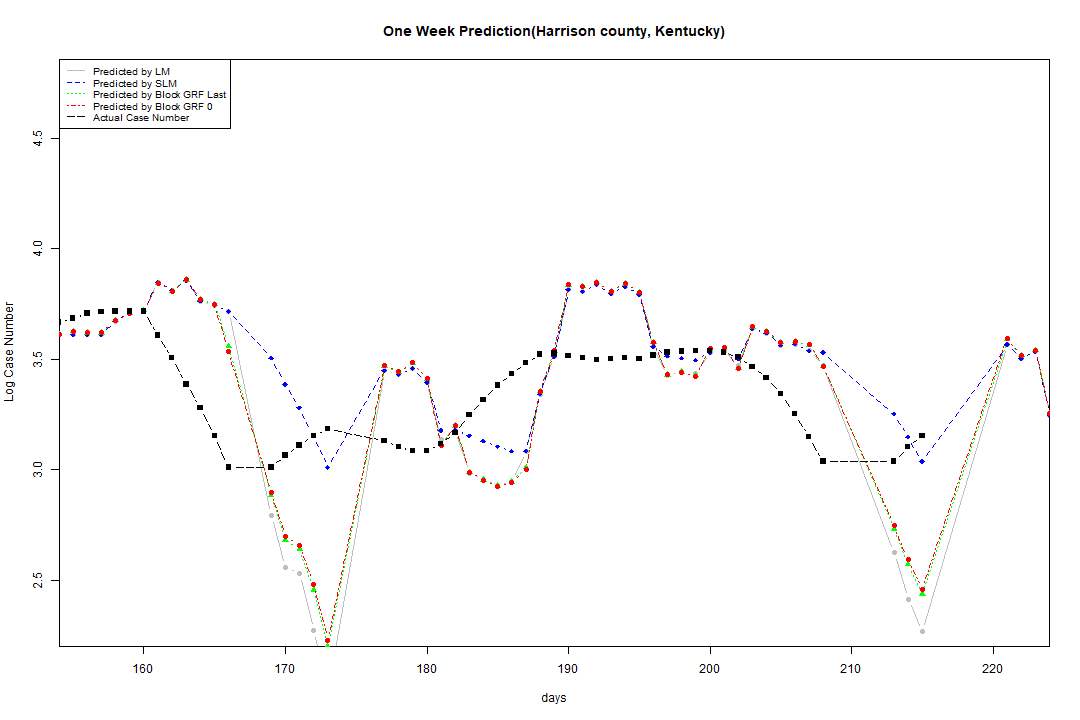 One Week Prediction(Harrison county, Kentucky)
Predicted by LM
Predicted by SLM
Predicted by Block GRF Last
Predicted by Block GRF 0
Actual Case Number
Log Case Number
4.5
4.0
3.5
3.0
2.5
160 170 180 190 200 210 220
days